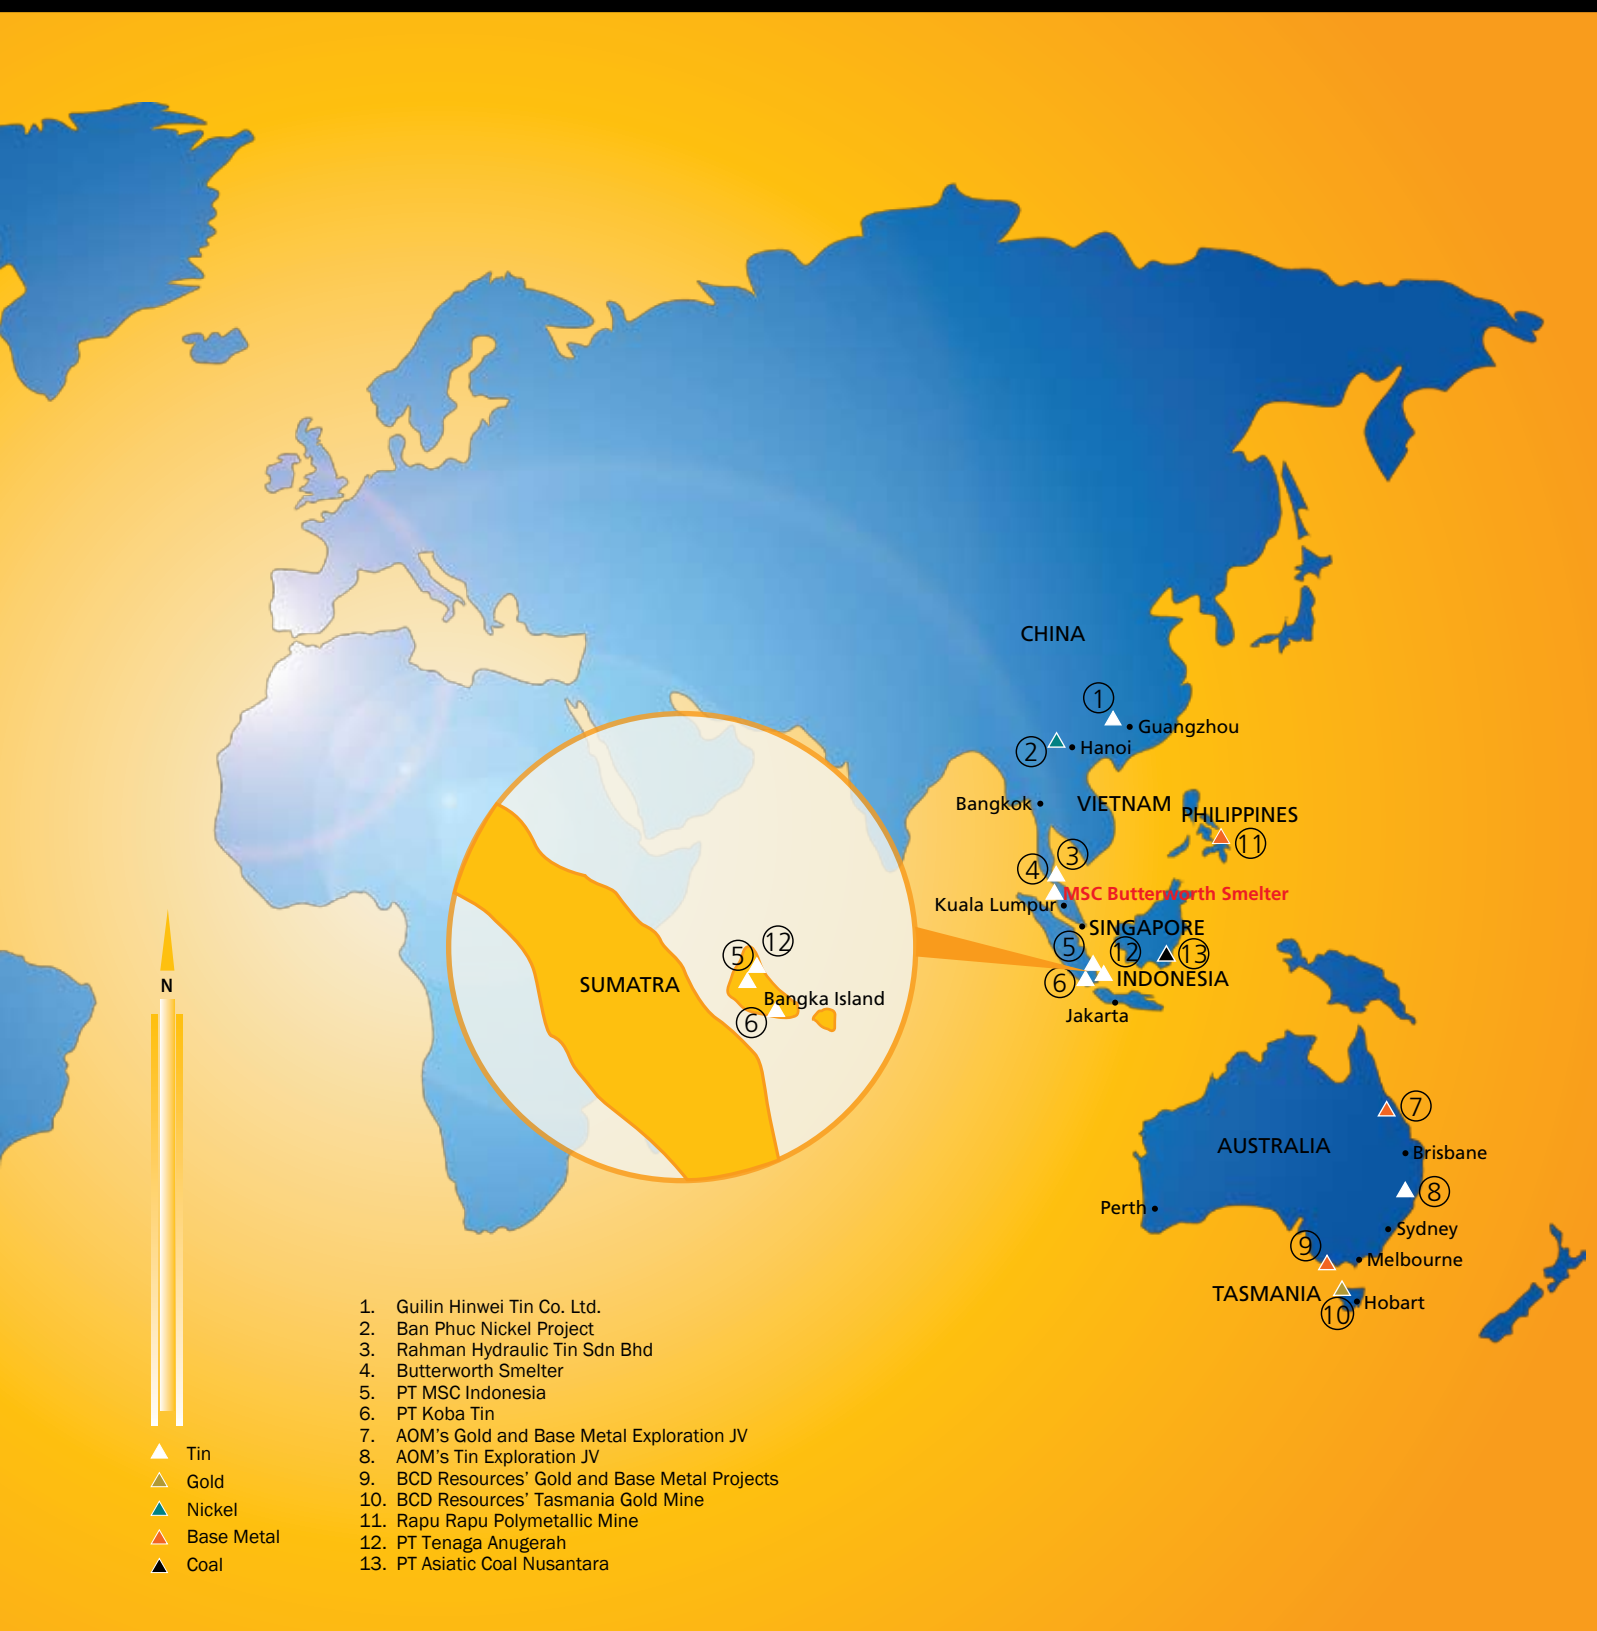 CHINA
1
Guangzhou
2
Hanoi
Bangkok
VIETNAM
PHILIPPINES
11
3
4
MSC Butterworth Smelter
Kuala Lumpur
SINGAPORE
5
12
13
6
INDONESIA
Jakarta
5
12
SUMATRA
Bangka Island
6
N
7
AUSTRALIA
Brisbane
8
Perth
Sydney
9
Melbourne
TASMANIA
Hobart
10
1. Guilin Hinwei Tin Co. Ltd.
2. Ban Phuc Nickel Project
3. Rahman Hydraulic Tin Sdn Bhd
4. Butterworth Smelter
5. PT MSC Indonesia
6. PT Koba Tin
7. AOM's Gold and Base Metal Exploration JV
8. AOM's Tin Exploration JV
9. BCD Resources' Gold and Base Metal Projects
10. BCD Resources' Tasmania Gold Mine
11. Rapu Rapu Polymetallic Mine
12. PT Tenaga Anugerah
13. PT Asiatic Coal Nusantara
Tin
Gold
Nickel
Base Metal
Coal